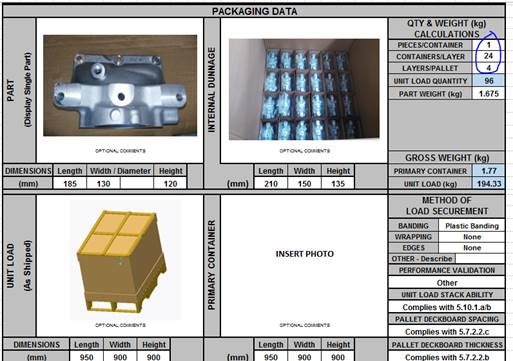 PACKAGING DATA
PART
(Display Single Part)
OPTIONAL COMMENTS
INTERNAL DUNNAGE
OPTIONAL COMMENTS
QTY & WEIGHT (kg)
CALCULATIONS
PIECES/CONTAINER 1
CONTAINERS/LAYER 24
LAYERS/PALLET 4
UNIT LOAD QUANTITY 96
PART WEIGHT (kg) 1.675
GROSS WEIGHT (kg)
DIMENSIONS Length Width / Diameter Height Length Width Height PRIMARY CONTAINER 1.77
(mm) 185 130 120 (mm) 210 150 135 UNIT LOAD (kg) 194.33
UNIT LOAD
(As Shipped)
OPTIONAL COMMENTS
PRIMARY CONTAINER
INSERT PHOTO
OPTIONAL COMMENTS
METHOD OF
LOAD SECUREMENT
BANDING Plastic Banding
WRAPPING None
EDGES None
OTHER - Describe
PERFORMANCE VALIDATION
Other
UNIT LOAD STACK ABILITY
Complies with 5.10.1.a/b
PALLET DECKBOARD SPACING
Complies with 5.7.2.2.c
DIMENSIONS Length Width Height Length Width Height PALLET DECKBOARD THICKNESS
(mm) 950 900 900 (mm) 950 900 900 Complies with 5.7.2.2.b